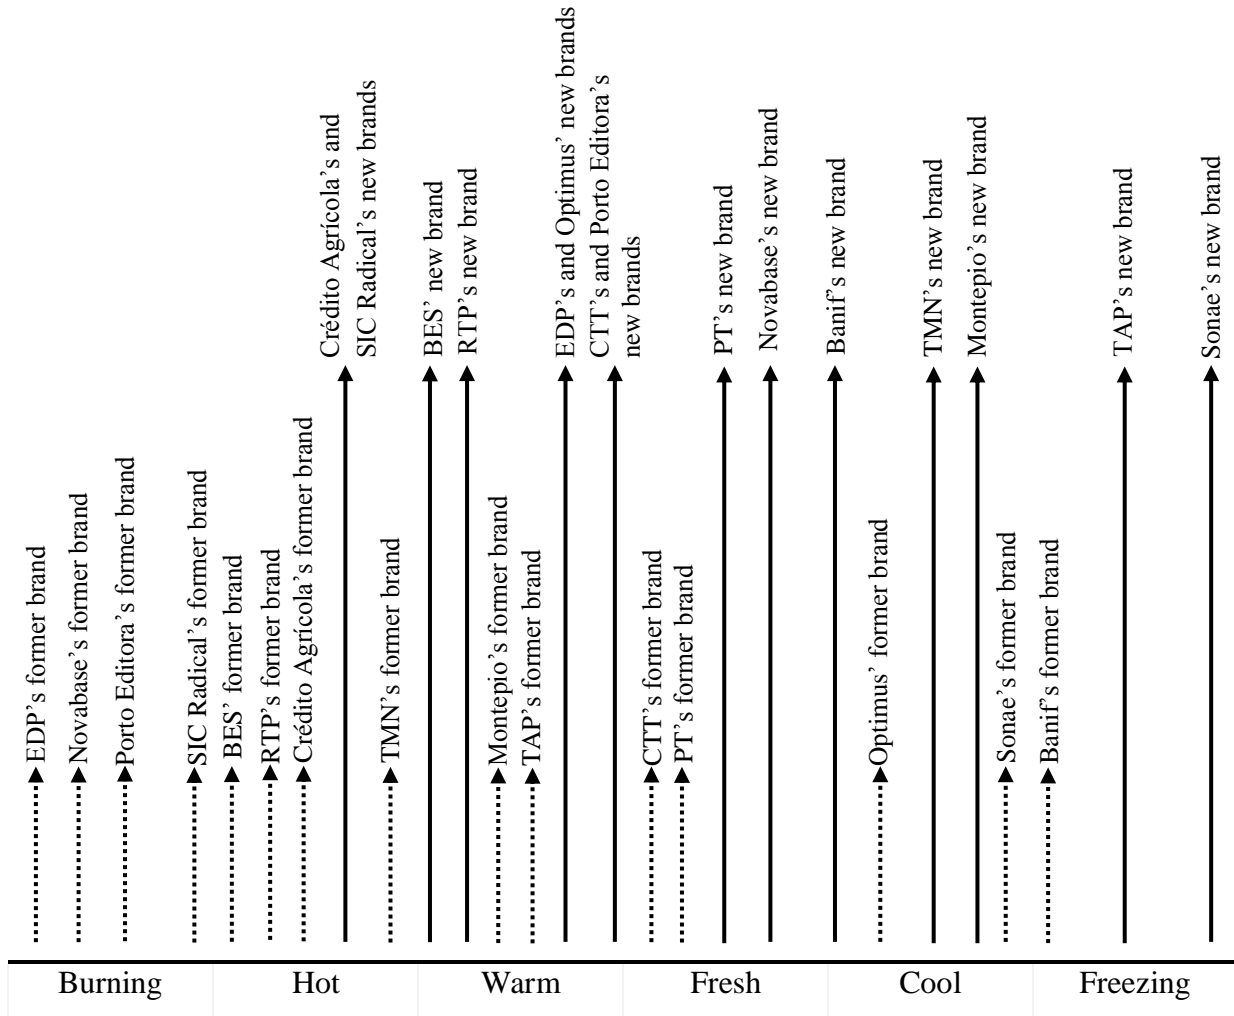 EDP’s former brand
Novabase’s former brand
Porto Editora’s former brand
SIC Radical’s former brand
BES’ former brand
RTP’s former brand
Crédito Agrícola’s former brand
Crédito Agrícola’s and
SIC Radical’s new brands
TMN’s former brand
BES’ new brand
RTP’s new brand
Montepio’s former brand
TAP’s former brand
EDP’s and Optimus’ new brands
CTT’s and Porto Editora’s
new brands
CTT’s former brand
PT’s former brand
PT’s new brand
Novabase’s new brand
Banif’s new brand
Optimus’ former brand
TMN’s new brand
Montepio’s new brand
Sonae’s former brand
Banif’s former brand
TAP’s new brand
Sonae’s new brand
Burning
Hot
Warm
Fresh
Cool
Freezing